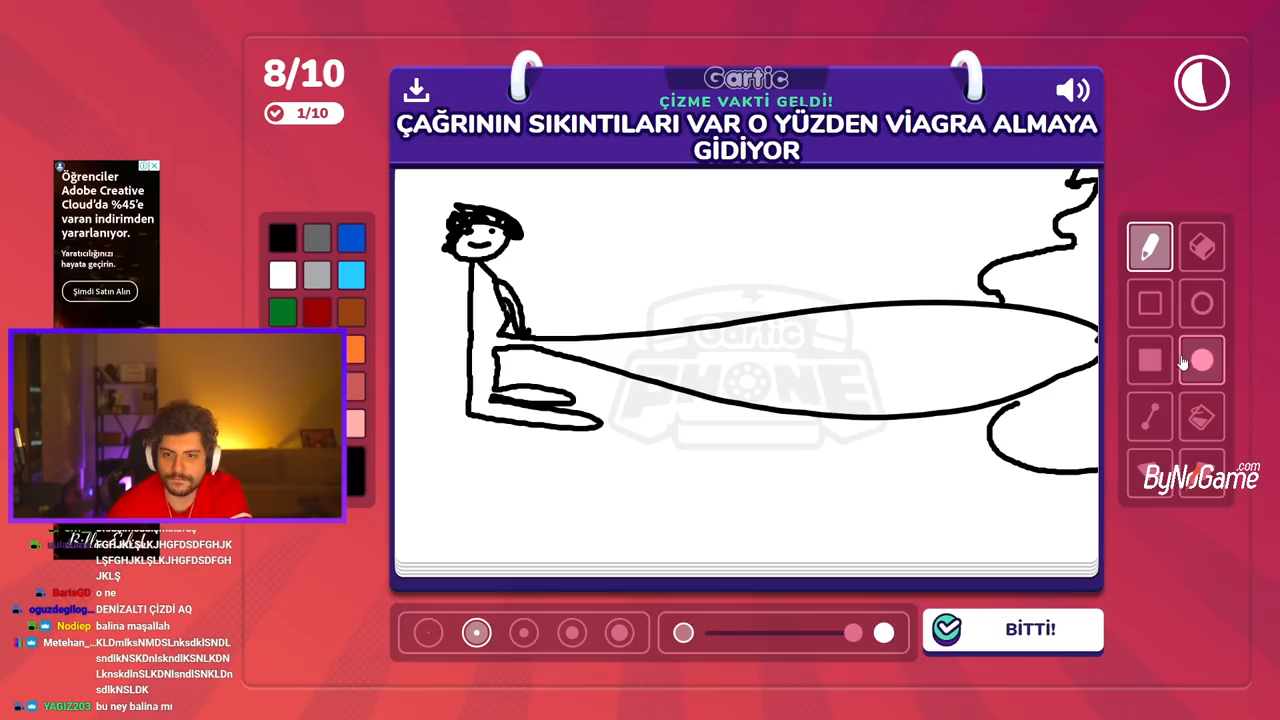 8/10
1/10
Gartic
ÇİZME VAKTİ GELDİ!
ÇAĞRININ SIKINTILARI VAR O YÜZDEN VİAGRA ALMAYA
GİDİYOR
Öğrenciler
Adobe Creative
Cloud'da %45'e
varan indirimden
yararlanıyor.
Yaratıcılığınızı
hayata geçirin.
Şimdi Satın Alın
Gartic
PHONE
ByNoGame.com
FGHJKLŞLKJHGFDSDFGHJK
LŞFGHJKLŞLKJHGFDSDFGH
JKLŞ
BarisGD o ne
oguzdegilog... DENİZALTI ÇİZDİ AQ
Nodiep balina maşallah
Metehan_... KLDmlksNMDSLnksdklSNDL
sndlkNSKDnlskndlKSNLKDN
LknskdlnSLKDNlsndlSNKLDn
sdlkNSLDK
YAGIZ203 bu ney balina mı
BİTTİ!